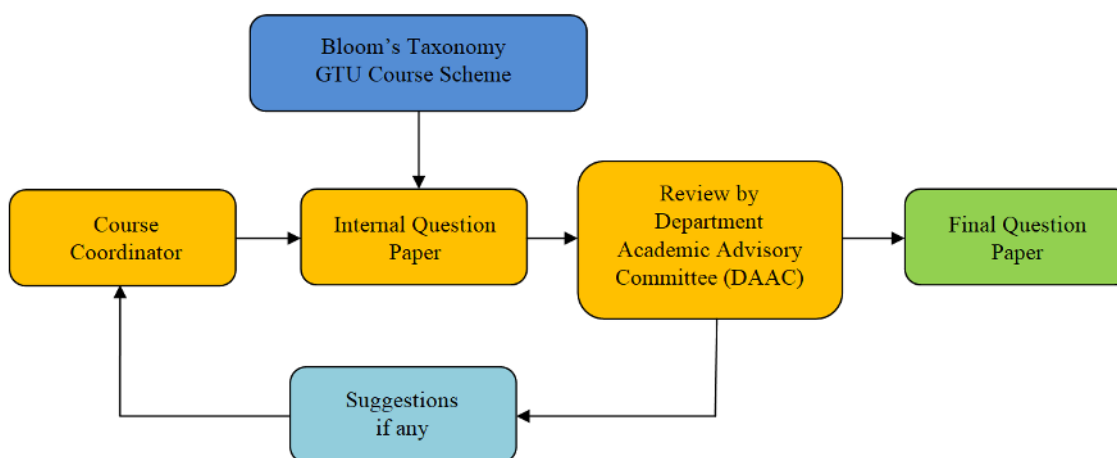 Bloom’s Taxonomy
GTU Course Scheme
Course
Coordinator
Internal Question
Paper
Review by
Department
Academic Advisory
Committee (DAAC)
Final Question
Paper
Suggestions
if any